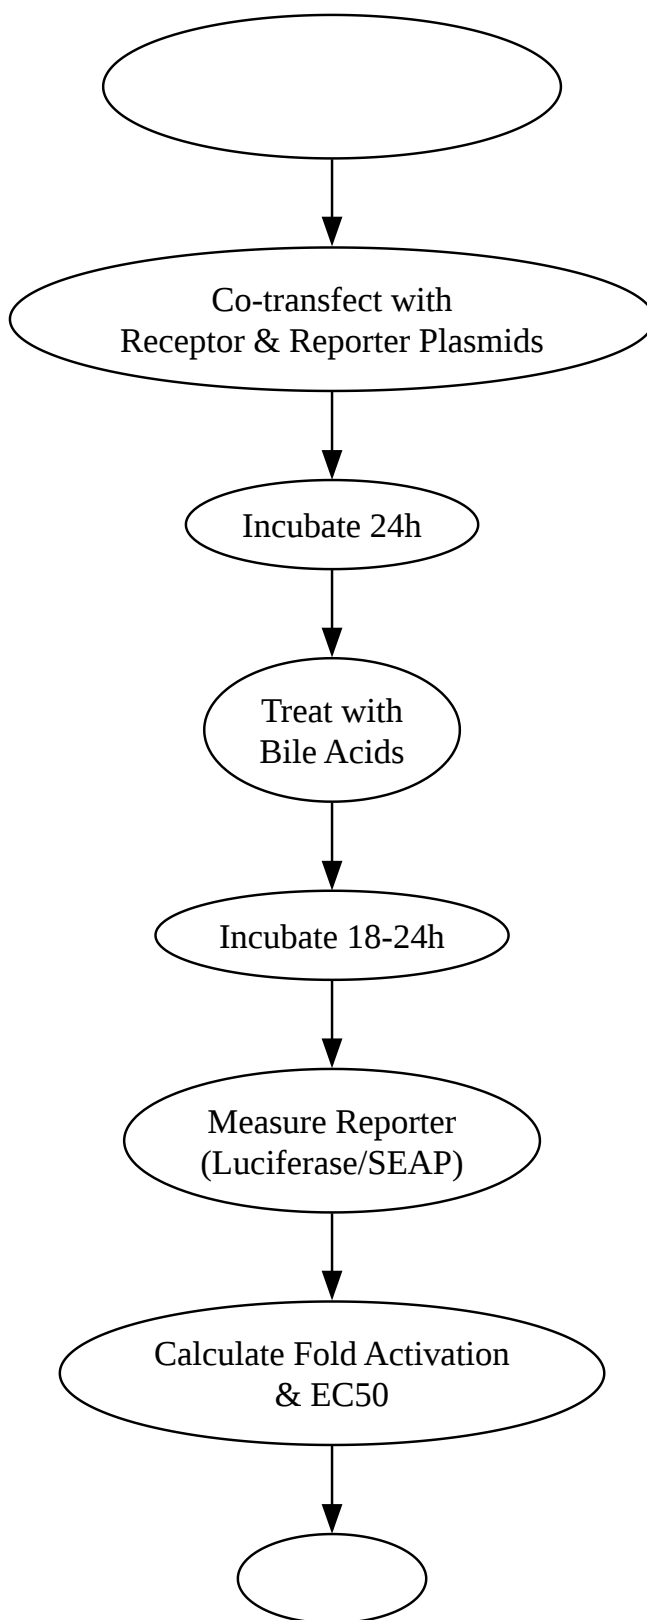 Co-transfect with
Receptor & Reporter Plasmids
Incubate 24h
Treat with
Bile Acids
Incubate 18-24h
Measure Reporter
(Luciferase/SEAP)
Calculate Fold Activation
& EC50